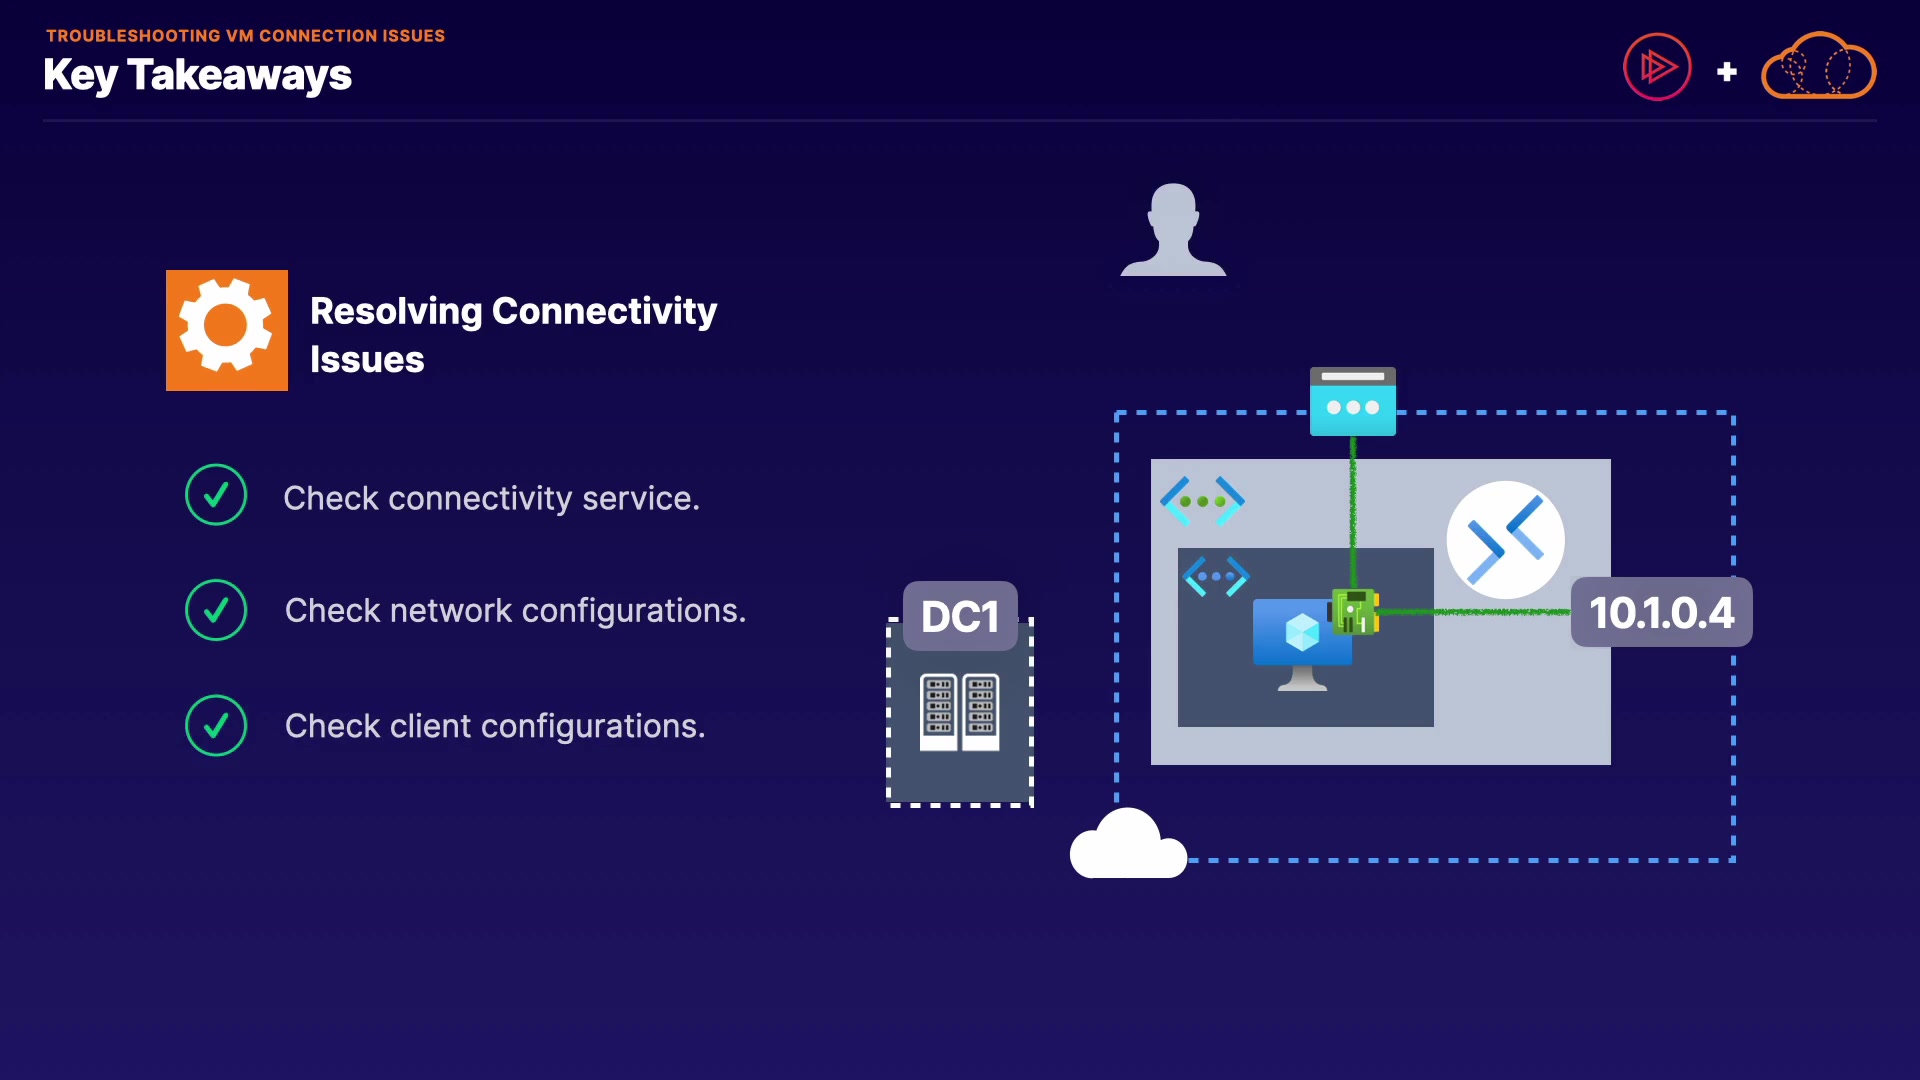 TROUBLESHOOTING VM CONNECTION ISSUES
Key Takeaways
+
Resolving Connectivity
Issues
Check connectivity service.
Check network configurations.
Check client configurations.
DC1
10.1.0.4